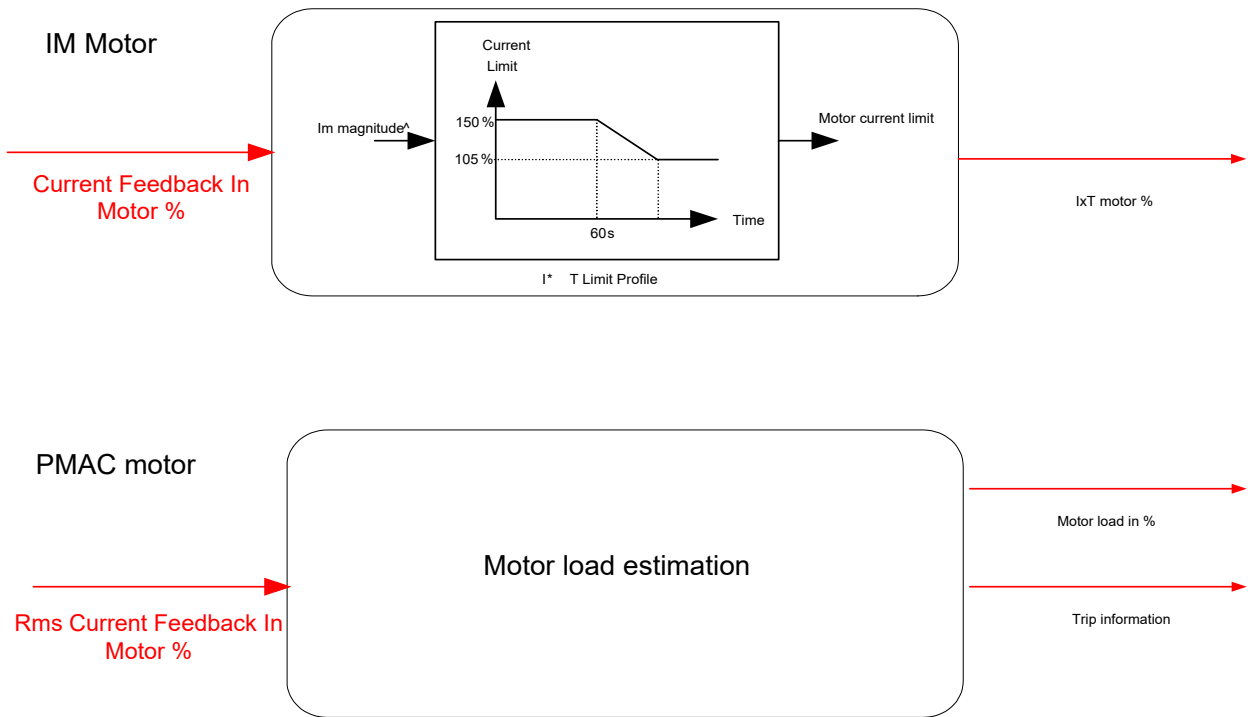 IM Motor
Current
Limit
Im magnitude^
150 %
105 %
Motor current limit
Current Feedback In
Motor %
IxT motor %
Time
60s
I* T Limit Profile
PMAC motor
Motor load in %
Motor load estimation
Rms Current Feedback In
Motor %
Trip information